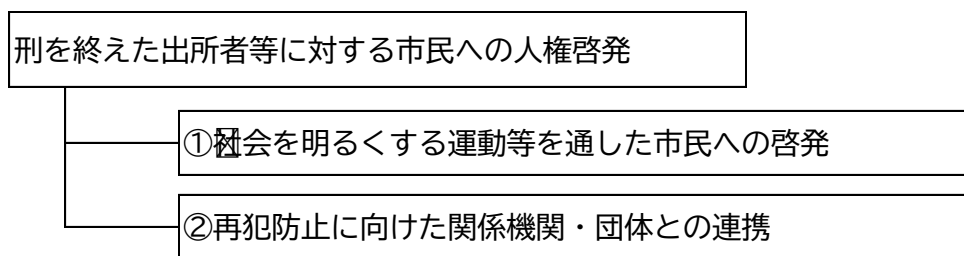 刑を終えた出所者等に対する市民への人権啓発
①社会を明るくする運動等を通した市民への啓発
②再犯防止に向けた関係機関・団体との連携